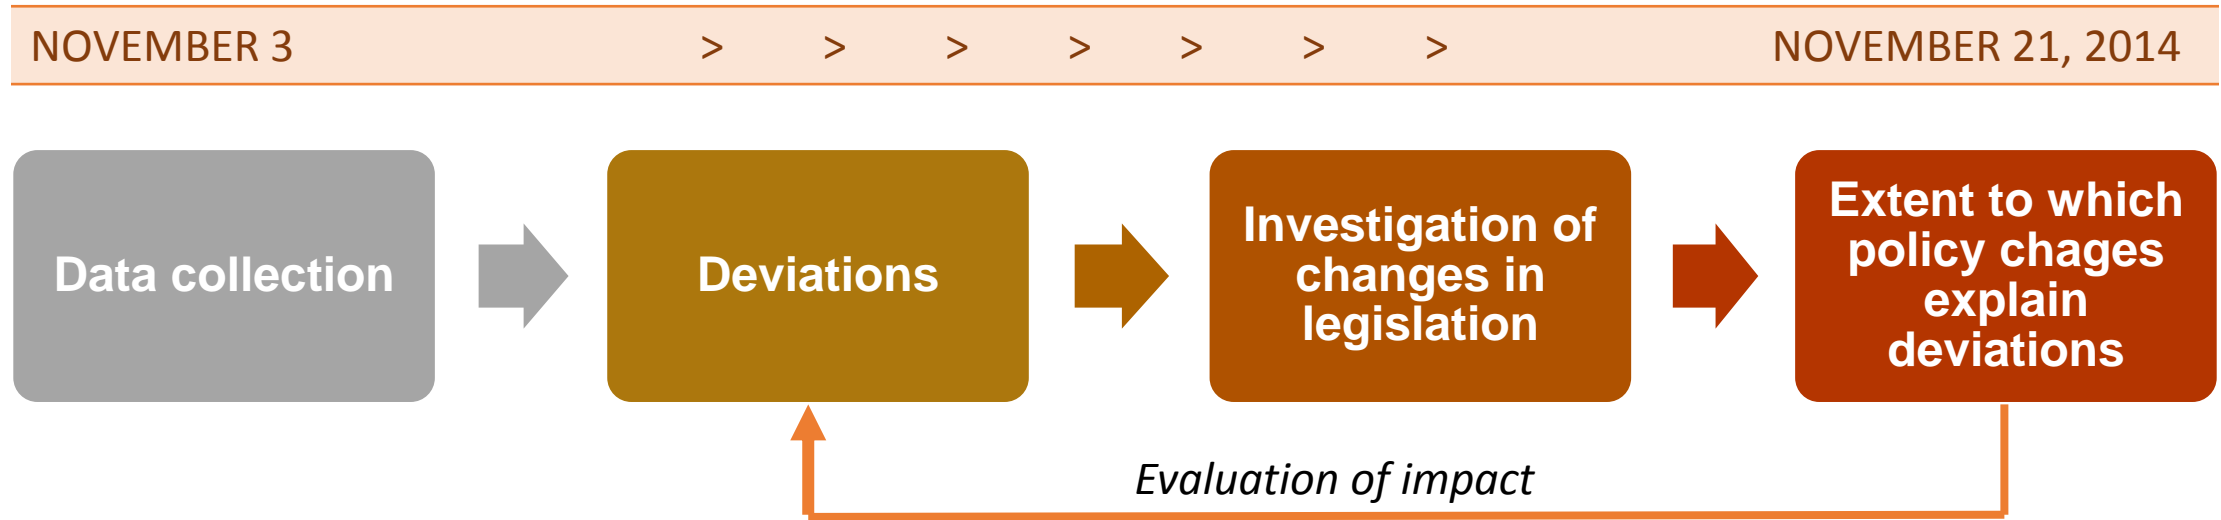 NOVEMBER 3 > > > > > > > NOVEMBER 21, 2014
Data collection
Deviations
Investigation of
changes in
legislation
Extent to which
policy chages
explain
deviations
Evaluation of impact